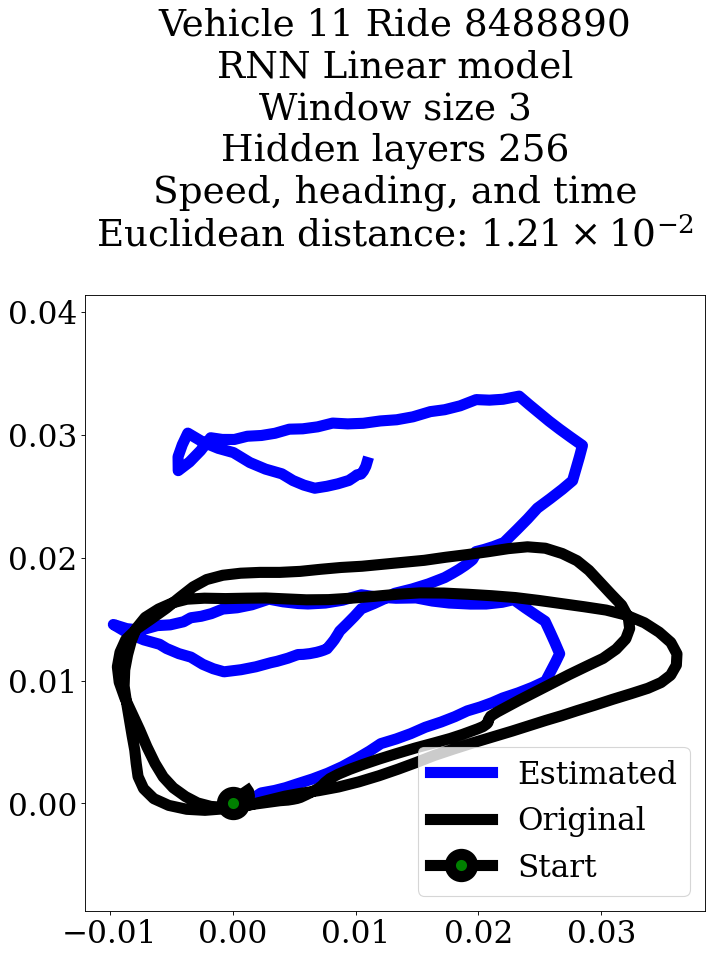 Vehicle 11 Ride 8488890
RNN Linear model
Window size 3
Hidden layers 256
Speed, heading, and time
Euclidean distance: 1.21 × 10⁻²
0.04
0.03
0.02
0.01
0.00
Estimated
Original
Start
−0.01 0.00 0.01 0.02 0.03